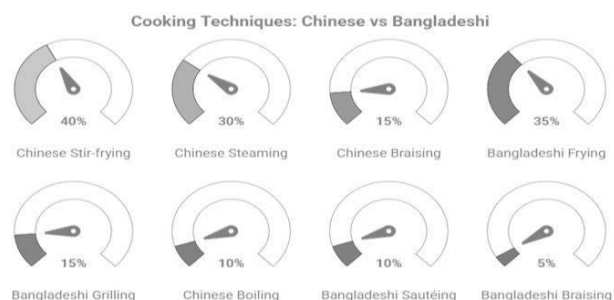 Cooking Techniques: Chinese vs Bangladeshi
40% 30% 15% 35%
Chinese Stir-frying Chinese Steaming Chinese Braising Bangladeshi Frying
15% 10% 10% 5%
Bangladeshi Grilling Chinese Boiling Bangladeshi Sautéing Bangladeshi Braising